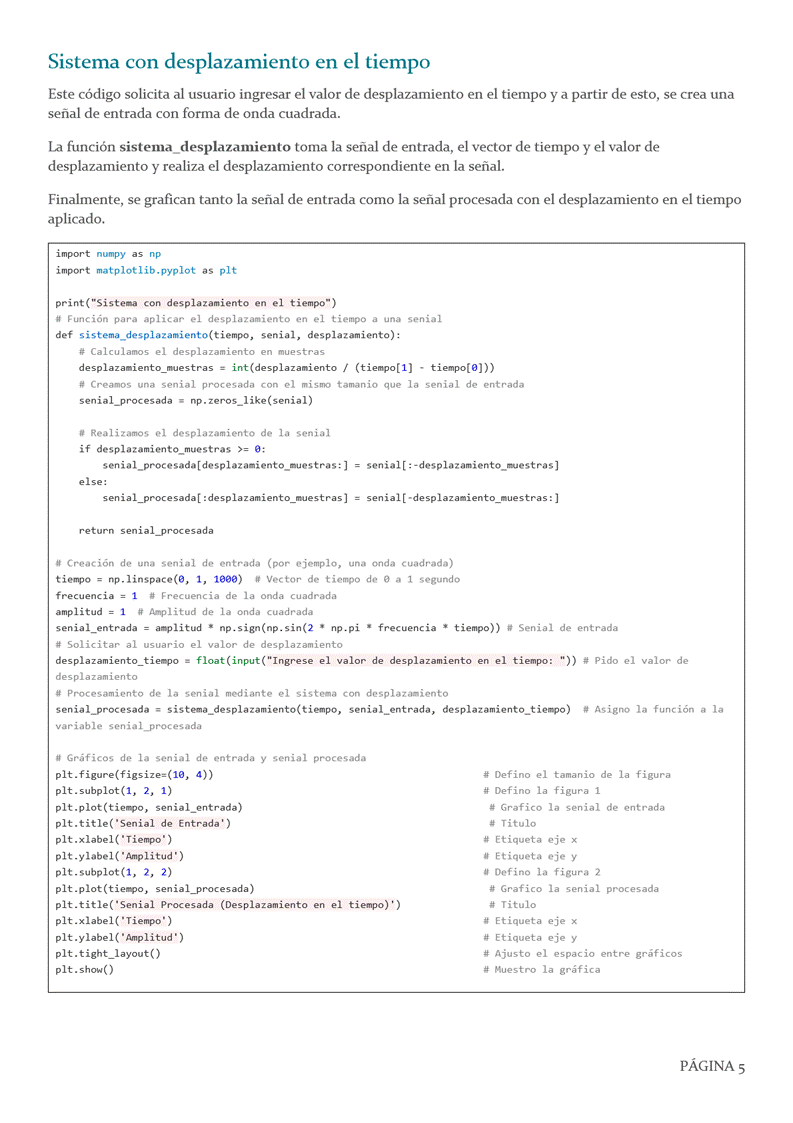 Sistema con desplazamiento en el tiempo
Este código solicita al usuario ingresar el valor de desplazamiento en el tiempo y a partir de esto, se crea una
señal de entrada con forma de onda cuadrada.
La función sistema_desplazamiento toma la señal de entrada, el vector de tiempo y el valor de
desplazamiento y realiza el desplazamiento correspondiente en la señal.
Finalmente, se grafican tanto la señal de entrada como la señal procesada con el desplazamiento en el tiempo
aplicado.
import numpy as np
import matplotlib.pyplot as plt
print("Sistema con desplazamiento en el tiempo")
# Función para aplicar el desplazamiento en el tiempo a una senial
def sistema_desplazamiento(tiempo, senial, desplazamiento):
    # Calculamos el desplazamiento en muestras
    desplazamiento_muestras = int(desplazamiento / (tiempo[1] - tiempo[0]))
    # Creamos una senial procesada con el mismo tamanio que la senial de entrada
    senial_procesada = np.zeros_like(senial)
    # Realizamos el desplazamiento de la senial
    if desplazamiento_muestras >= 0:
        senial_procesada[desplazamiento_muestras:] = senial[:-desplazamiento_muestras]
    else:
        senial_procesada[:desplazamiento_muestras] = senial[-desplazamiento_muestras:]
    return senial_procesada
# Creación de una senial de entrada (por ejemplo, una onda cuadrada)
tiempo = np.linspace(0, 1, 1000)  # Vector de tiempo de 0 a 1 segundo
frecuencia = 1  # Frecuencia de la onda cuadrada
amplitud = 1  # Amplitud de la onda cuadrada
senial_entrada = amplitud * np.sign(np.sin(2 * np.pi * frecuencia * tiempo)) # Senial de entrada
# Solicitar al usuario el valor de desplazamiento
desplazamiento_tiempo = float(input("Ingrese el valor de desplazamiento en el tiempo: ")) # Pido el valor de
desplazamiento
# Procesamiento de la senial mediante el sistema con desplazamiento
senial_procesada = sistema_desplazamiento(tiempo, senial_entrada, desplazamiento_tiempo)  # Asigno la función a la
variable senial_procesada
# Gráficos de la senial de entrada y senial procesada
plt.figure(figsize=(10, 4)) # Defino el tamanio de la figura
plt.subplot(1, 2, 1) # Defino la figura 1
plt.plot(tiempo, senial_entrada) # Grafico la senial de entrada
plt.title('Senial de Entrada') # Titulo
plt.xlabel('Tiempo') # Etiqueta eje x
plt.ylabel('Amplitud') # Etiqueta eje y
plt.subplot(1, 2, 2) # Defino la figura 2
plt.plot(tiempo, senial_procesada) # Grafico la senial procesada
plt.title('Senial Procesada (Desplazamiento en el tiempo)') # Titulo
plt.xlabel('Tiempo') # Etiqueta eje x
plt.ylabel('Amplitud') # Etiqueta eje y
plt.tight_layout() # Ajusto el espacio entre gráficos
plt.show() # Muestro la gráfica
PÁGINA 5